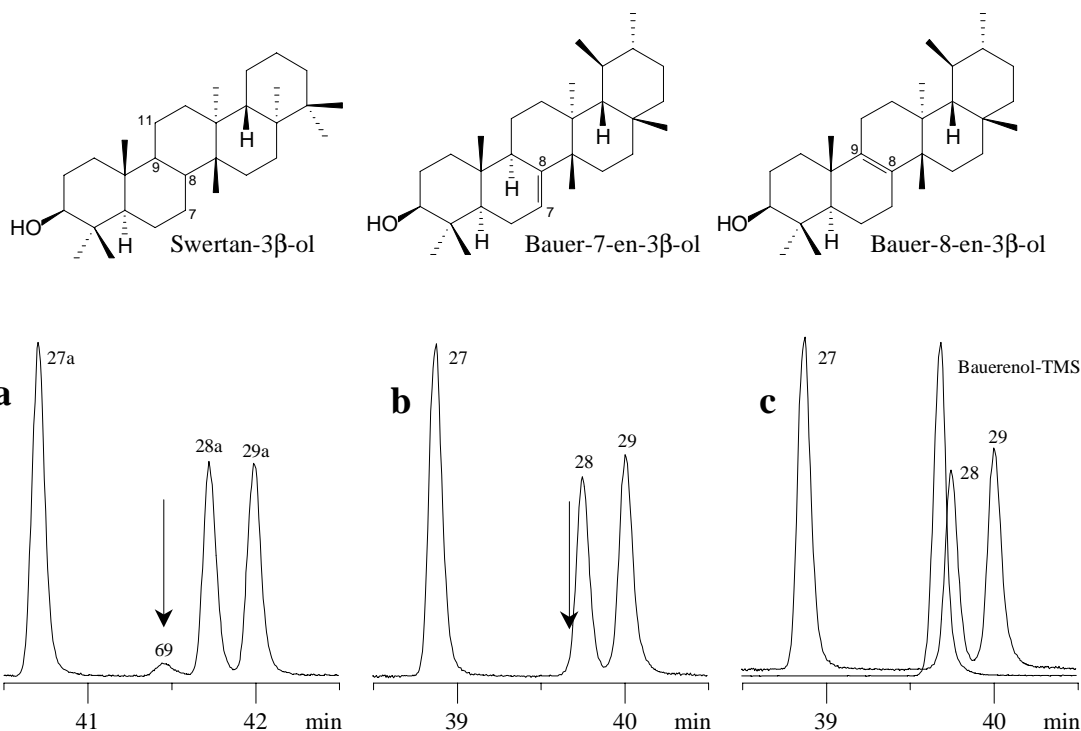 11
9
8
7
HO
H
H
Swertan-3β-ol
8
7
HO
H
H
H
Bauer-7-en-3β-ol
9
8
HO
H
H
Bauer-8-en-3β-ol
a
27a
69
28a
29a
41
42
min
b
27
28
29
39
40
min
c
27
Bauerenol-TMS
28
29
39
40
min